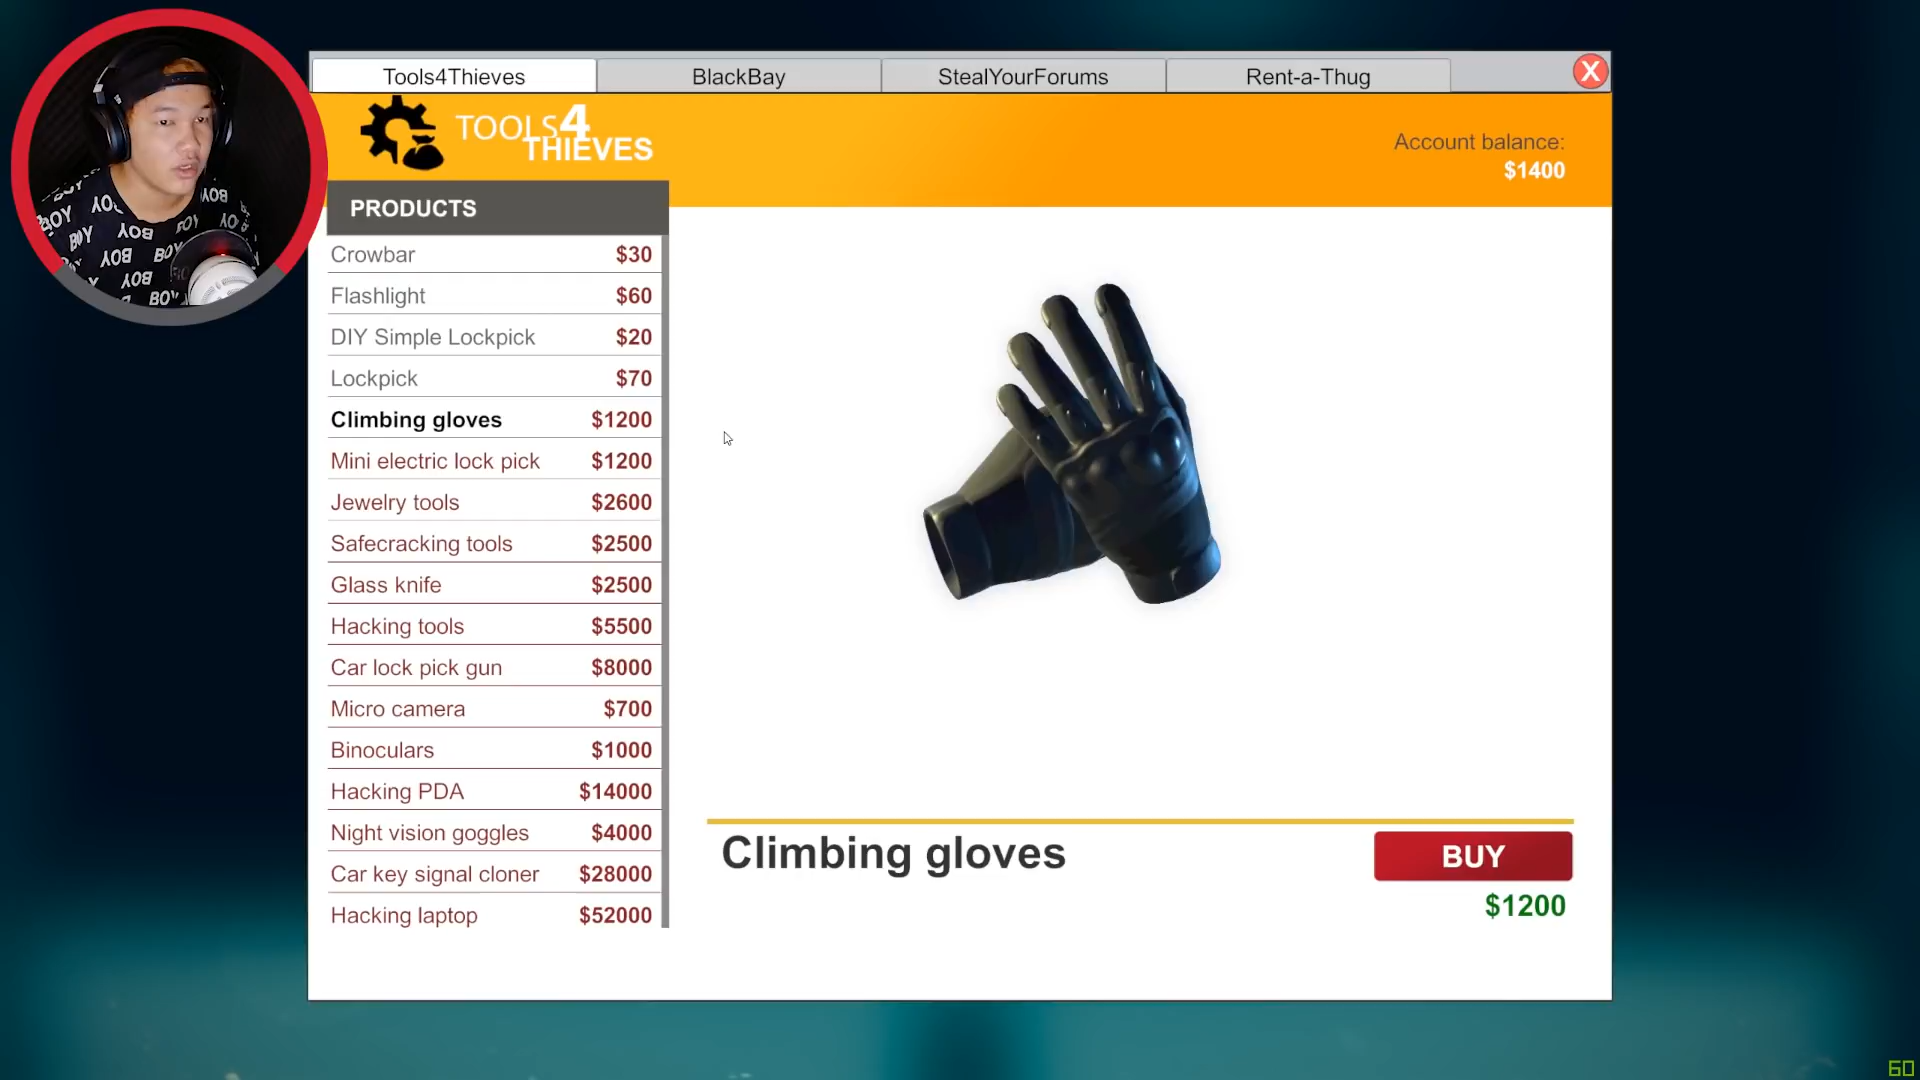 Tools4Thieves
BlackBay
StealYourForums
Rent-a-Thug
X
TOOLS4
THIEVES
Account balance:
$1400
PRODUCTS
Crowbar $30
Flashlight $60
DIY Simple Lockpick $20
Lockpick $70
Climbing gloves $1200
Mini electric lock pick $1200
Jewelry tools $2600
Safecracking tools $2500
Glass knife $2500
Hacking tools $5500
Car lock pick gun $8000
Micro camera $700
Binoculars $1000
Hacking PDA $14000
Night vision goggles $4000
Car key signal cloner $28000
Hacking laptop $52000
Climbing gloves
BUY
$1200
BOY BOY BOY
60